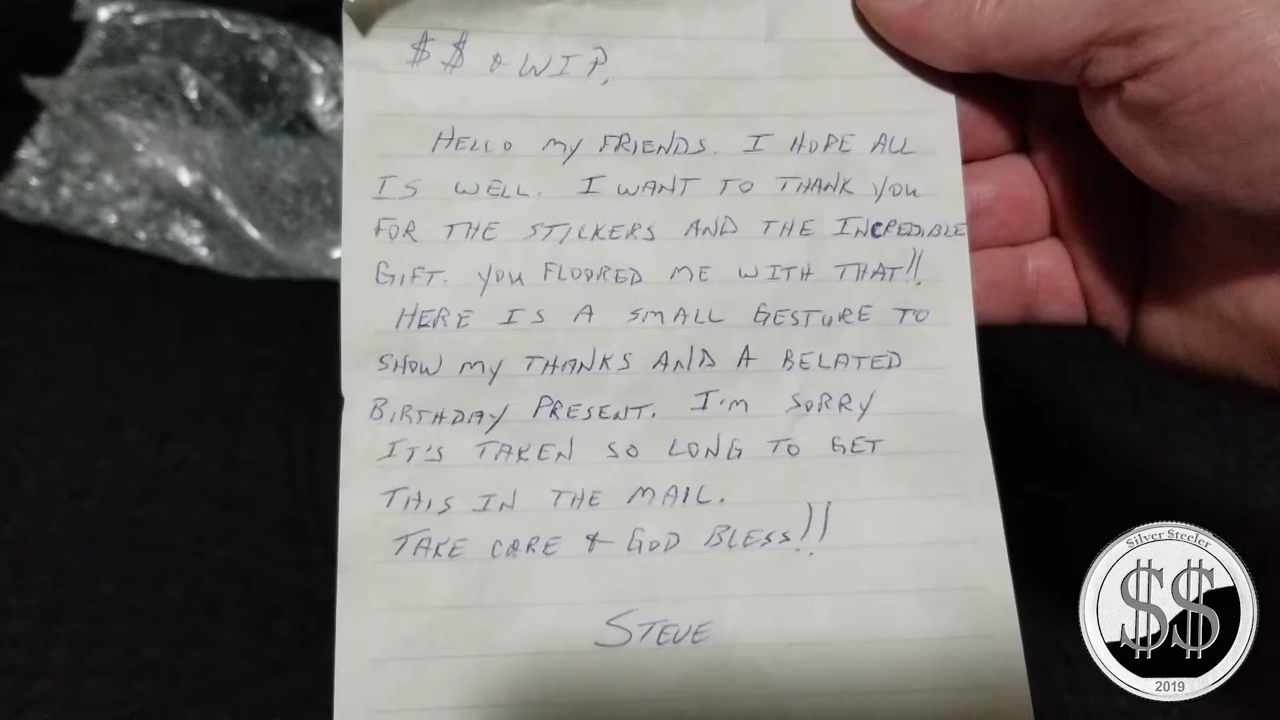 $$ & WIP,
HELLO MY FRIENDS. I HOPE ALL
IS WELL. I WANT TO THANK YOU
FOR THE STICKERS AND THE INCREDIBLE
GIFT. YOU FLOORED ME WITH THAT!!
HERE IS A SMALL GESTURE TO
SHOW MY THANKS AND A BELATED
BIRTHDAY PRESENT. I'M SORRY
IT'S TAKEN SO LONG TO GET
THIS IN THE MAIL.
TAKE CARE & GOD BLESS!!
STEVE
$ilver $teeler
$$
2019